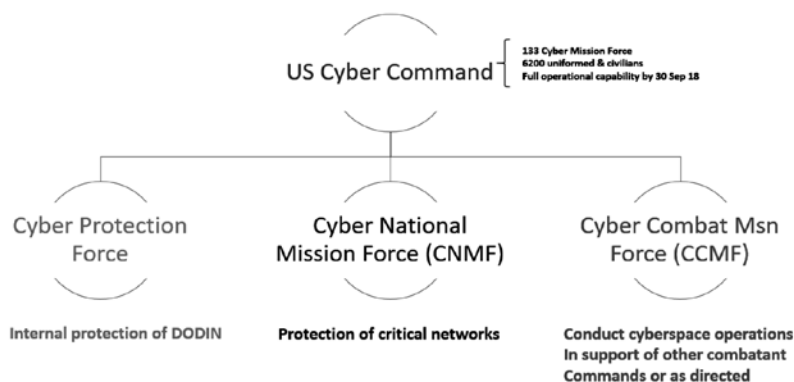 US Cyber Command
133 Cyber Mission Force
6200 uniformed & civilians
Full operational capability by 30 Sep 18
Cyber Protection
Force
Cyber National
Mission Force (CNMF)
Cyber Combat Msn
Force (CCMF)
Internal protection of DODIN
Protection of critical networks
Conduct cyberspace operations
In support of other combatant
Commands or as directed